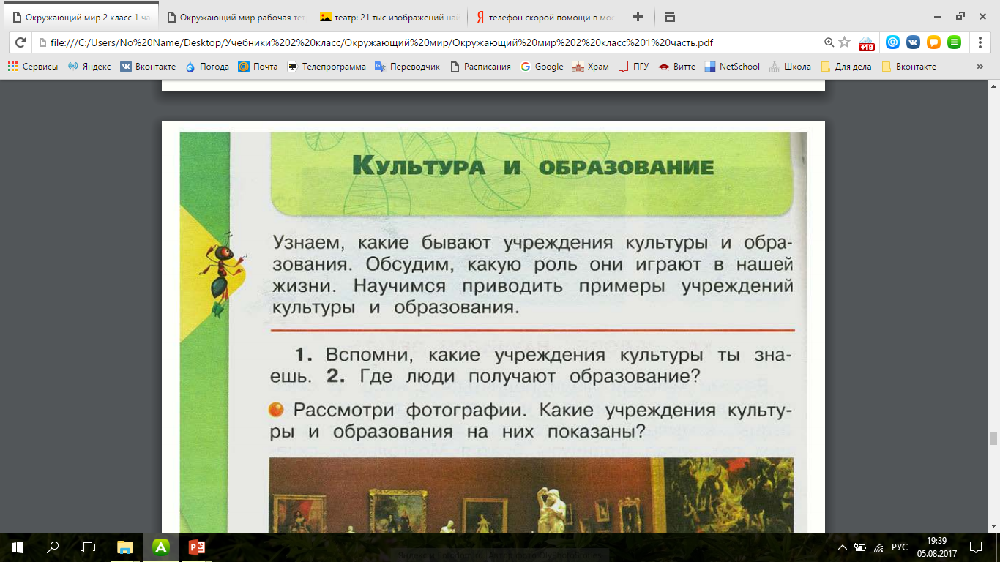 Окружающий мир 2 класс 1 ча
Окружающий мир рабочая тет
театр: 21 тыс изображений най
телефон скорой помощи в мос
file:///C:/Users/No%20Name/Desktop/Учебники%202%20класс/Окружающий%20мир/Окружающий%20мир%202%20класс%201%20часть.pdf
+19
Сервисы Яндекс Вконтакте Погода Почта Телепрограмма Переводчик Расписания Google Храм ПГУ Витте NetSchool Школа Для дела Вконтакте »
Культура и образование
Узнаем, какие бывают учреждения культуры и обра-
зования. Обсудим, какую роль они играют в нашей
жизни. Научимся приводить примеры учреждений
культуры и образования.
1. Вспомни, какие учреждения культуры ты зна-
ешь. 2. Где люди получают образование?
Рассмотри фотографии. Какие учреждения культу-
ры и образования на них показаны?
РУС
19:39
05.08.2017